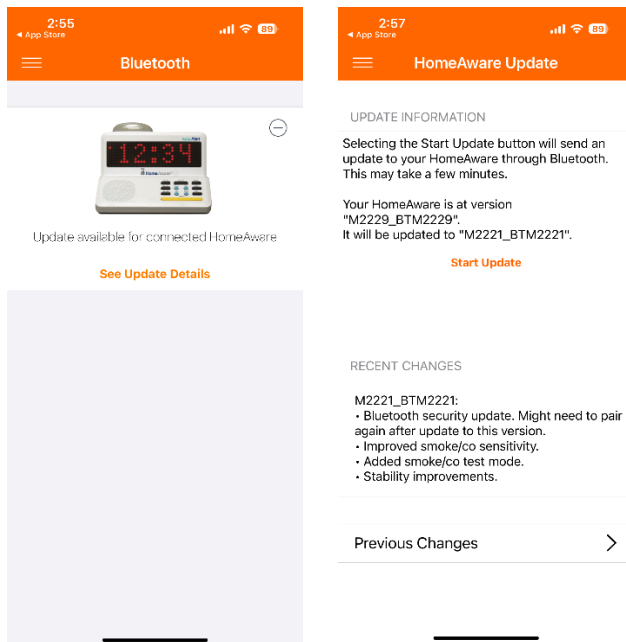 2:55
◀ App Store
89
Bluetooth
12:34
HomeAware
Update available for connected HomeAware
See Update Details
2:57
◀ App Store
89
HomeAware Update
UPDATE INFORMATION
Selecting the Start Update button will send an
update to your HomeAware through Bluetooth.
This may take a few minutes.
Your HomeAware is at version
"M2229_BTM2229".
It will be updated to "M2221_BTM2221".
Start Update
RECENT CHANGES
M2221_BTM2221:
• Bluetooth security update. Might need to pair
again after update to this version.
• Improved smoke/co sensitivity.
• Added smoke/co test mode.
• Stability improvements.
Previous Changes